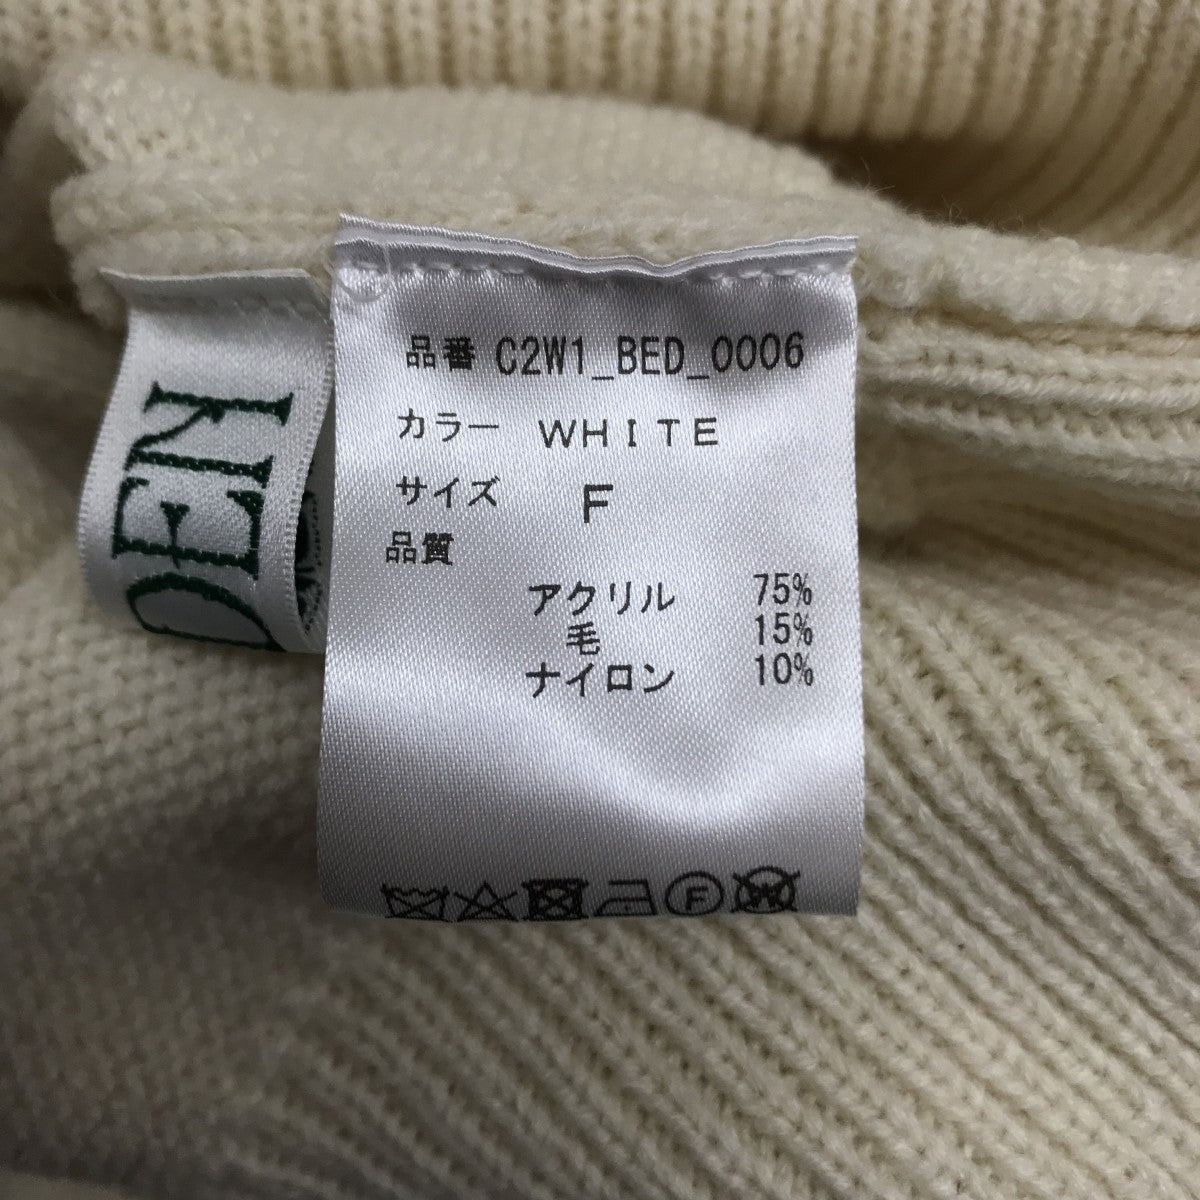 品番 C2W1_BED_0006
カラー WHITE
サイズ F
品質
アクリル 75%
毛 15%
ナイロン 10%
F W
DEN